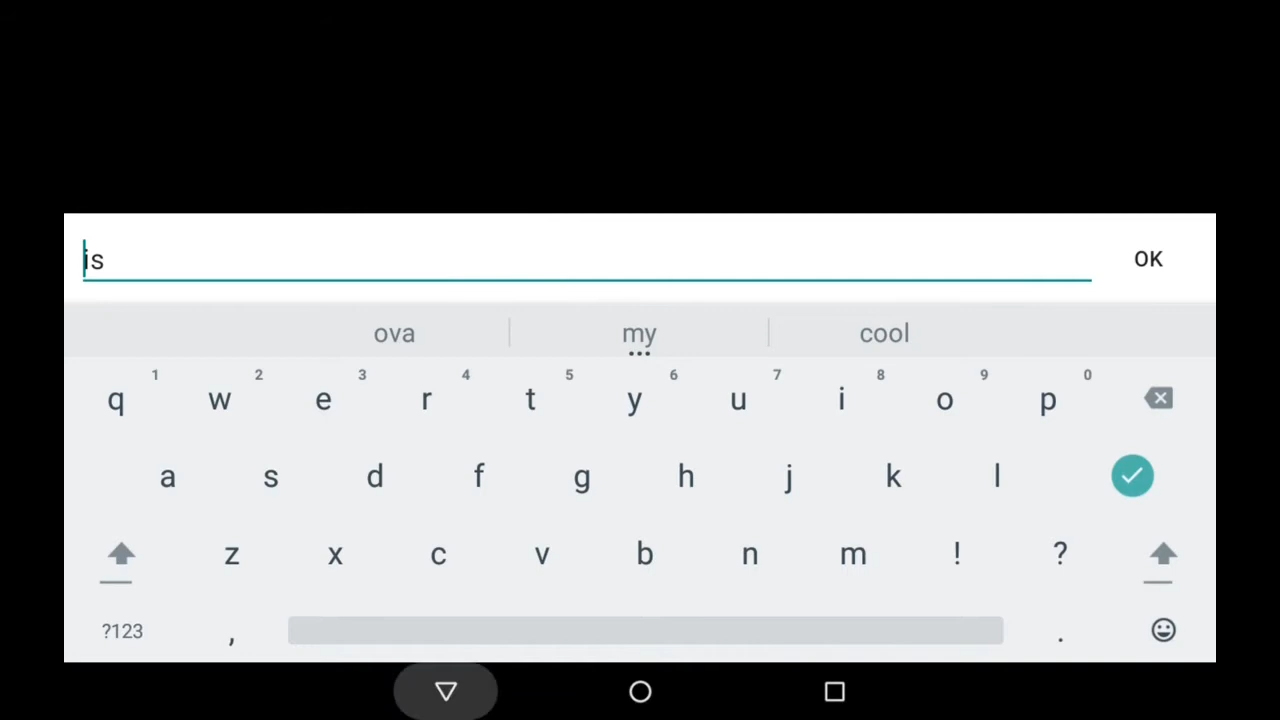 is
OK
ova my cool
1 2 3 4 5 6 7 8 9 0
q w e r t y u i o p
a s d f g h j k l
z x c v b n m ! ?
?123 , .